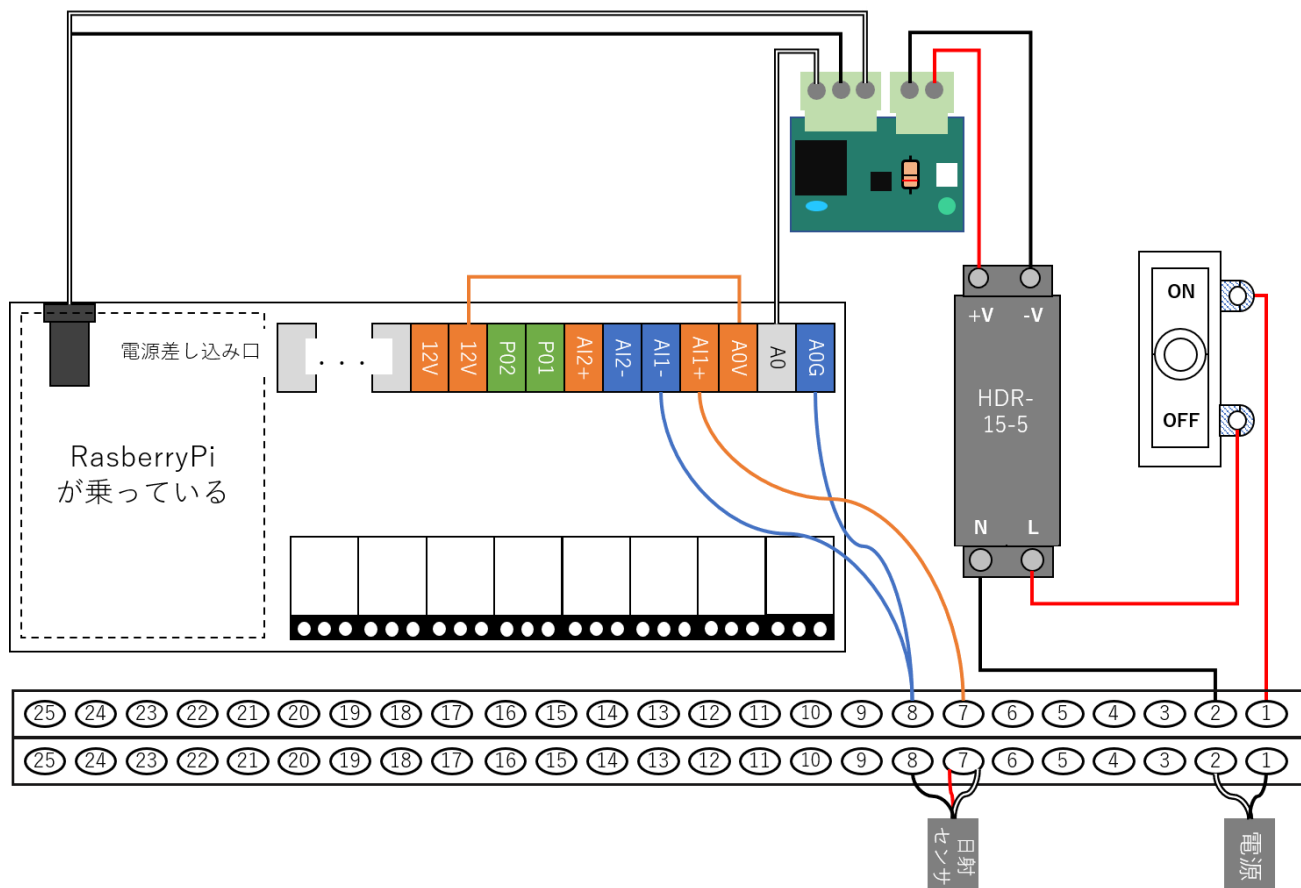 ON
+V
-V
電源差し込み口
・・・
12V
12V
P02
P01
AI2+
AI2-
AI1-
AI1+
A0V
A0
A0G
HDR-
15-5
OFF
RasberryPi
が乗っている
N
L
25 24 23 22 21 20 19 18 17 16 15 14 13 12 11 10 9 8 7 6 5 4 3 2 1
25 24 23 22 21 20 19 18 17 16 15 14 13 12 11 10 9 8 7 6 5 4 3 2 1
日射
センサ
電源